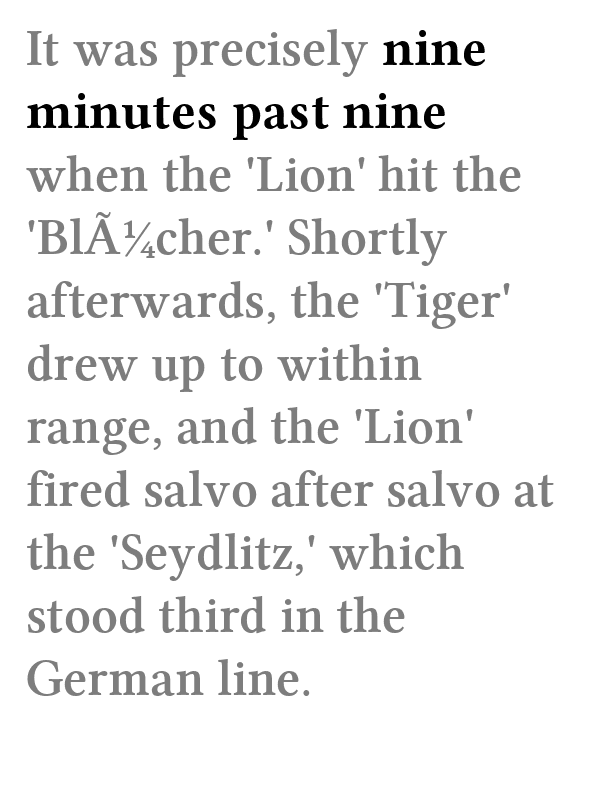 It was precisely nine
minutes past nine
when the 'Lion' hit the
'BlÃ¼cher.' Shortly
afterwards, the 'Tiger'
drew up to within
range, and the 'Lion'
fired salvo after salvo at
the 'Seydlitz,' which
stood third in the
German line.